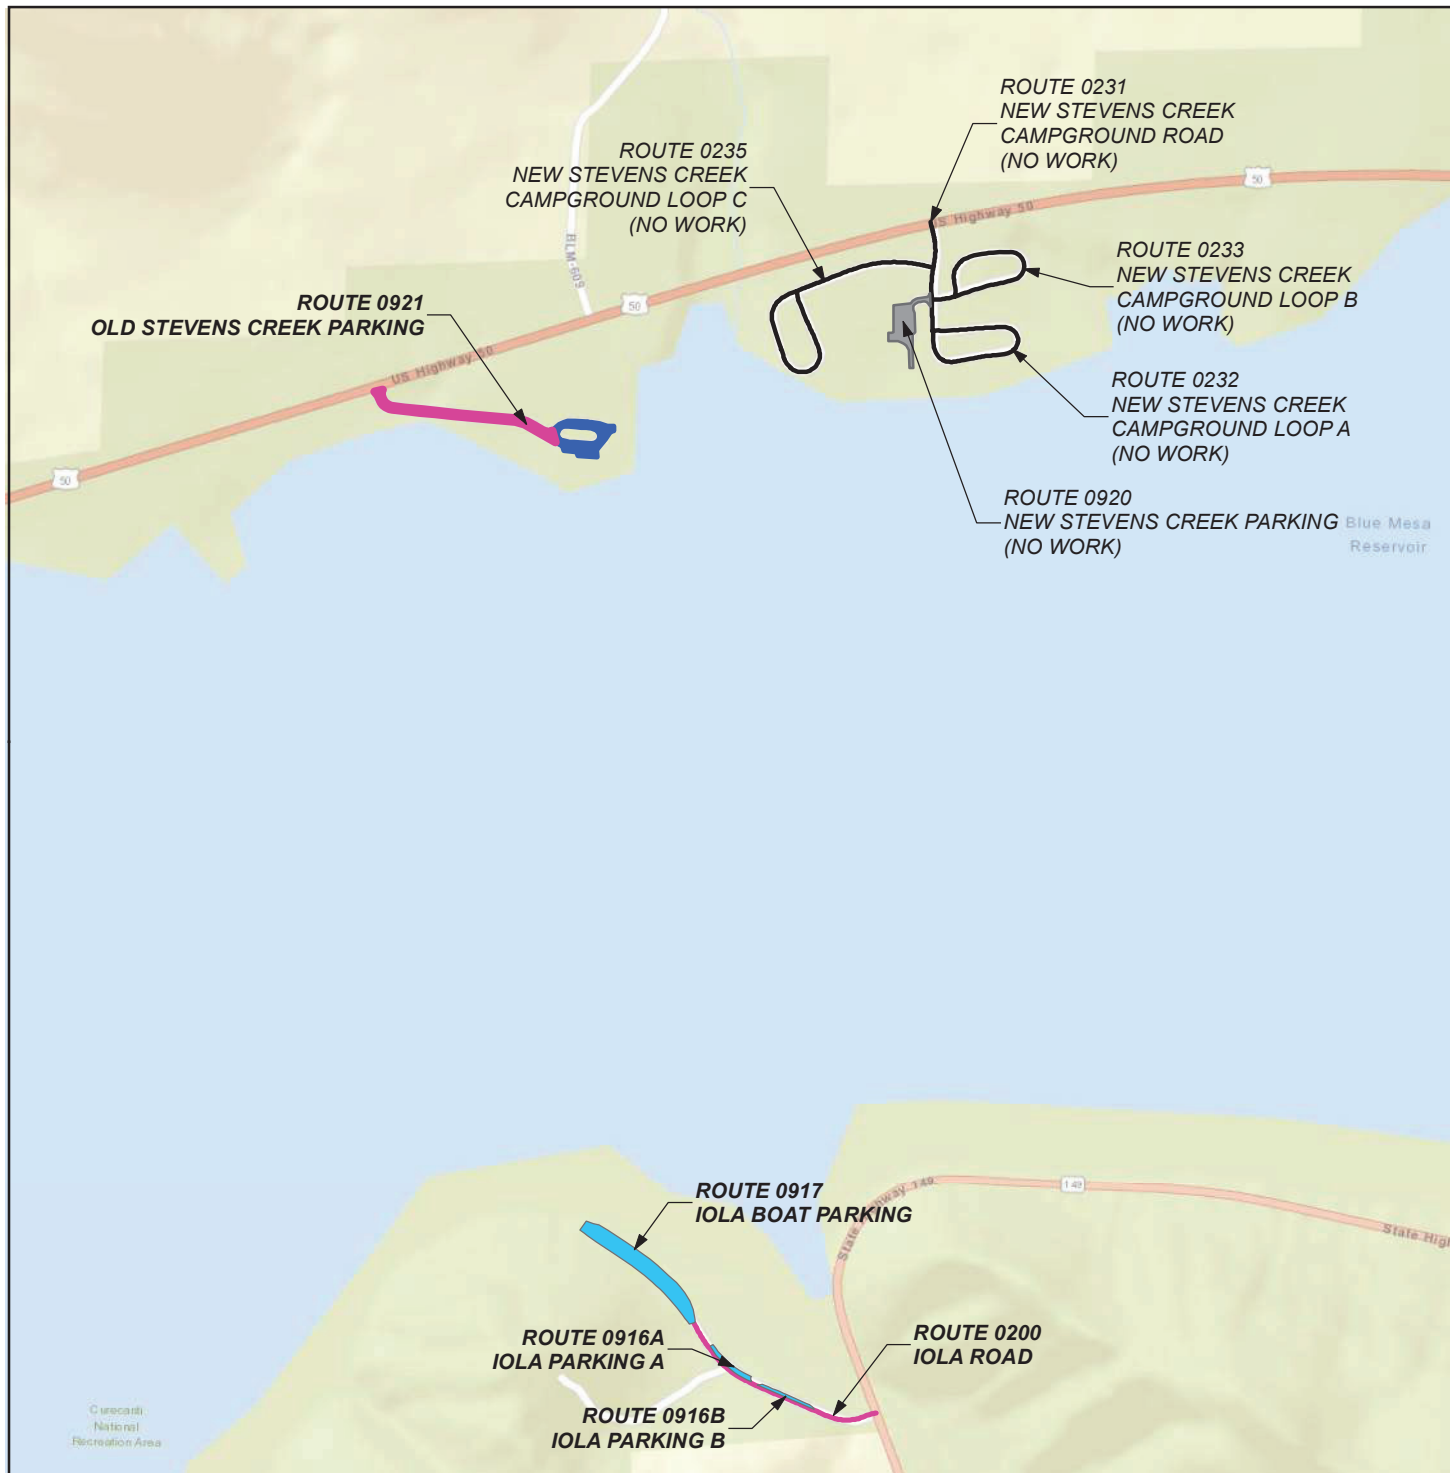 ROUTE 0231
NEW STEVENS CREEK
CAMPGROUND ROAD
(NO WORK)
ROUTE 0235
NEW STEVENS CREEK
CAMPGROUND LOOP C
(NO WORK)
50
US Highway 50
BLM-609
ROUTE 0233
NEW STEVENS CREEK
CAMPGROUND LOOP B
(NO WORK)
ROUTE 0921
OLD STEVENS CREEK PARKING
50
US Highway 50
ROUTE 0232
NEW STEVENS CREEK
CAMPGROUND LOOP A
(NO WORK)
50
ROUTE 0920
NEW STEVENS CREEK PARKING
(NO WORK)
Blue Mesa
Reservoir
ROUTE 0917
IOLA BOAT PARKING
State Highway 149
149
State High
ROUTE 0916A
IOLA PARKING A
ROUTE 0200
IOLA ROAD
ROUTE 0916B
IOLA PARKING B
Curecanti
National
Recreation Area